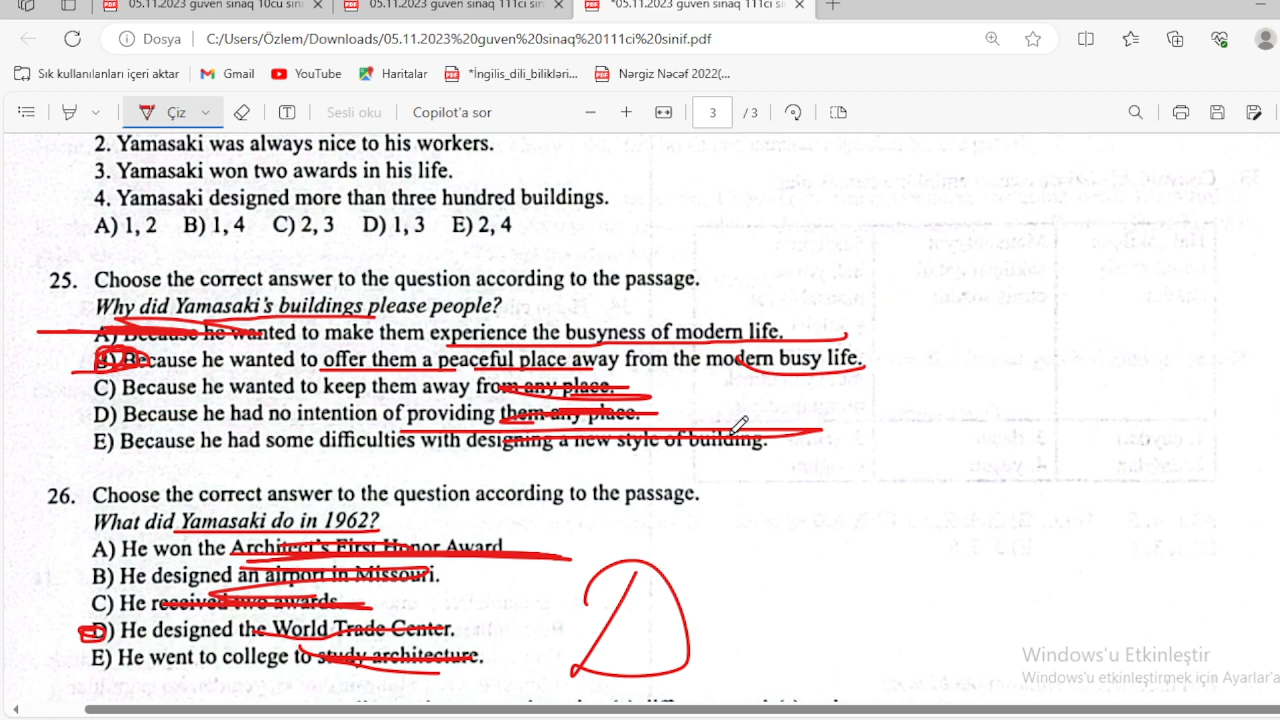 05.11.2023 guven sinaq 10cu sini
05.11.2023 guven sinaq 111ci sin
*05.11.2023 guven sinaq 111ci si
Dosya
C:/Users/Özlem/Downloads/05.11.2023%20guven%20sinaq%20111ci%20sinif.pdf
Sık kullanılanları içeri aktar
Gmail
YouTube
Haritalar
*İngilis_dili_bilikləri...
Nərgiz Nəcəf 2022(...
Çiz
Sesli oku
Copilot'a sor
3 /3
2. Yamasaki was always nice to his workers.
3. Yamasaki won two awards in his life.
4. Yamasaki designed more than three hundred buildings.
A) 1, 2 B) 1, 4 C) 2, 3 D) 1, 3 E) 2, 4
25. Choose the correct answer to the question according to the passage.
Why did Yamasaki's buildings please people?
A) Because he wanted to make them experience the busyness of modern life.
B) Because he wanted to offer them a peaceful place away from the modern busy life.
C) Because he wanted to keep them away from any place.
D) Because he had no intention of providing them any place.
E) Because he had some difficulties with designing a new style of building.
26. Choose the correct answer to the question according to the passage.
What did Yamasaki do in 1962?
A) He won the Architect's First Honor Award
B) He designed an airport in Missouri.
C) He received two awards.
D) He designed the World Trade Center.
E) He went to college to study architecture.
D
Windows'u Etkinleştir
Windows'u etkinleştirmek için Ayarlar'a